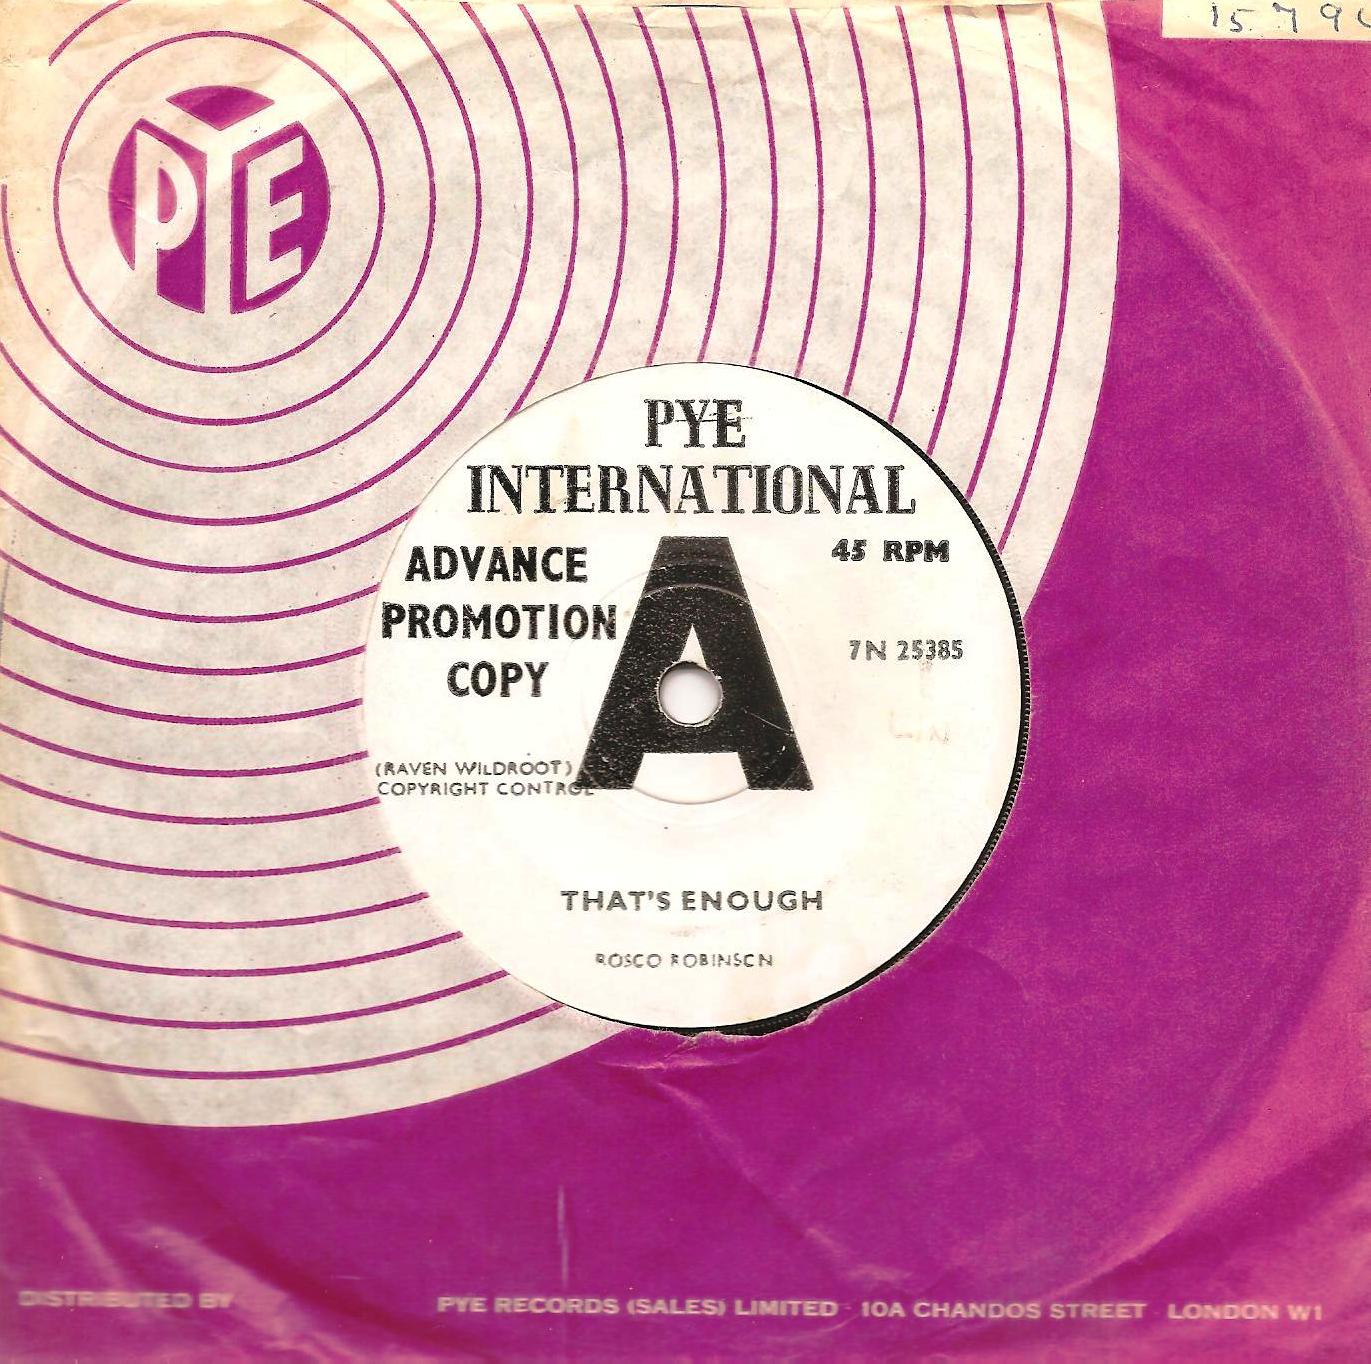 15 7 9
PYE
PYE
INTERNATIONAL
ADVANCE
PROMOTION
COPY
A
45 RPM
7N 25385
(RAVEN WILDROOT)
COPYRIGHT CONTROL
THAT'S ENOUGH
ROSCO ROBINSON
DISTRIBUTED BY PYE RECORDS (SALES) LIMITED · 10A CHANDOS STREET LONDON W1